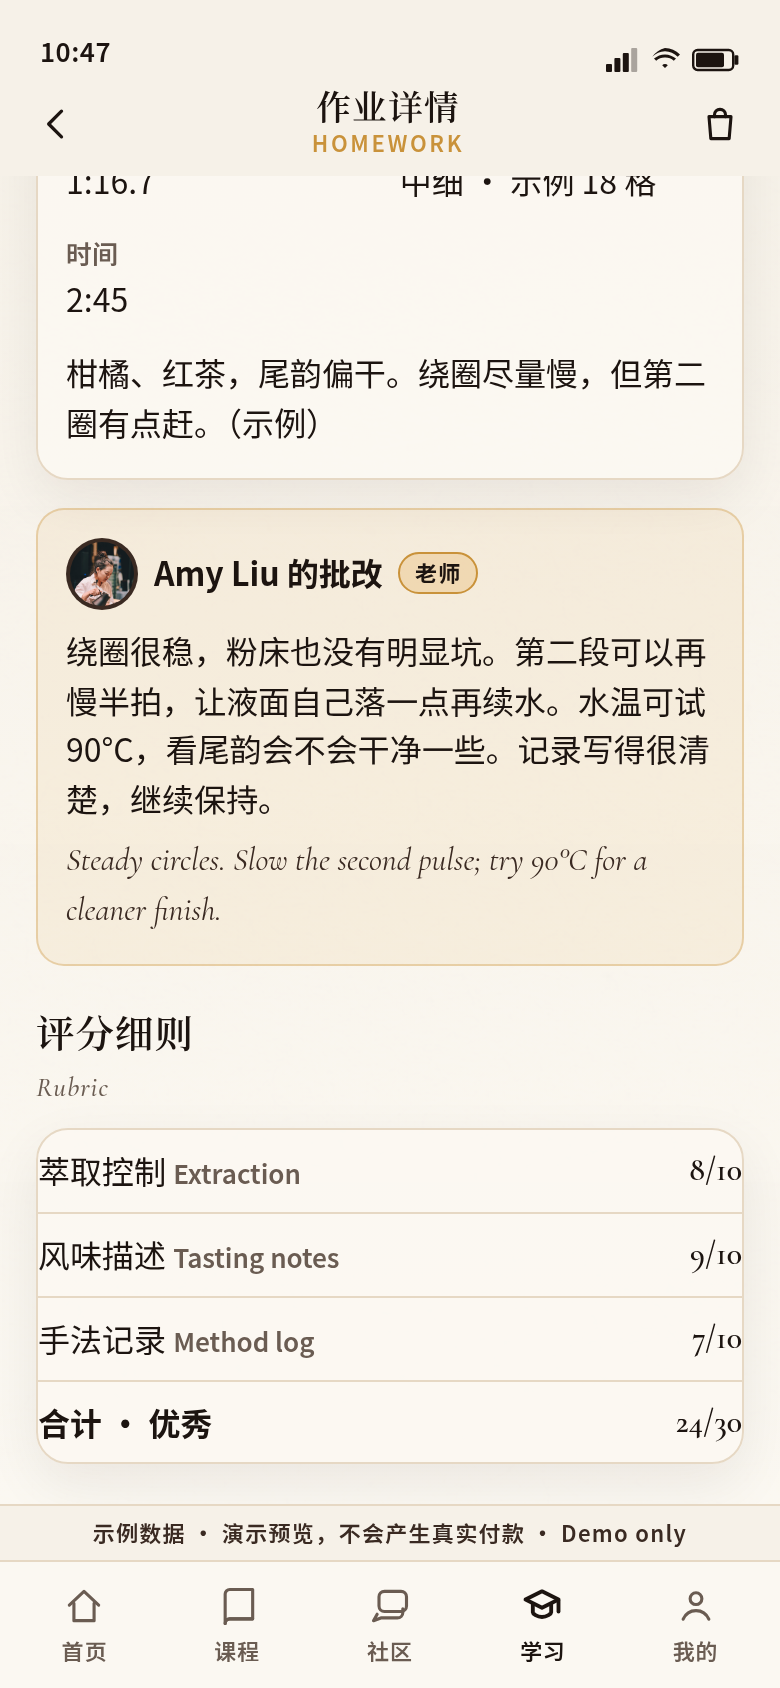 10:47
作业详情
HOMEWORK
1:16.7
中细 · 示例 18 格
时间
2:45
柑橘、红茶，尾韵偏干。绕圈尽量慢，但第二
圈有点赶。（示例）
Amy Liu 的批改 老师
绕圈很稳，粉床也没有明显坑。第二段可以再
慢半拍，让液面自己落一点再续水。水温可试
90°C，看尾韵会不会干净一些。记录写得很清
楚，继续保持。
Steady circles. Slow the second pulse; try 90°C for a
cleaner finish.
评分细则
Rubric
萃取控制 Extraction 8/10
风味描述 Tasting notes 9/10
手法记录 Method log 7/10
合计 · 优秀 24/30
示例数据 · 演示预览，不会产生真实付款 · Demo only
首页 课程 社区 学习 我的